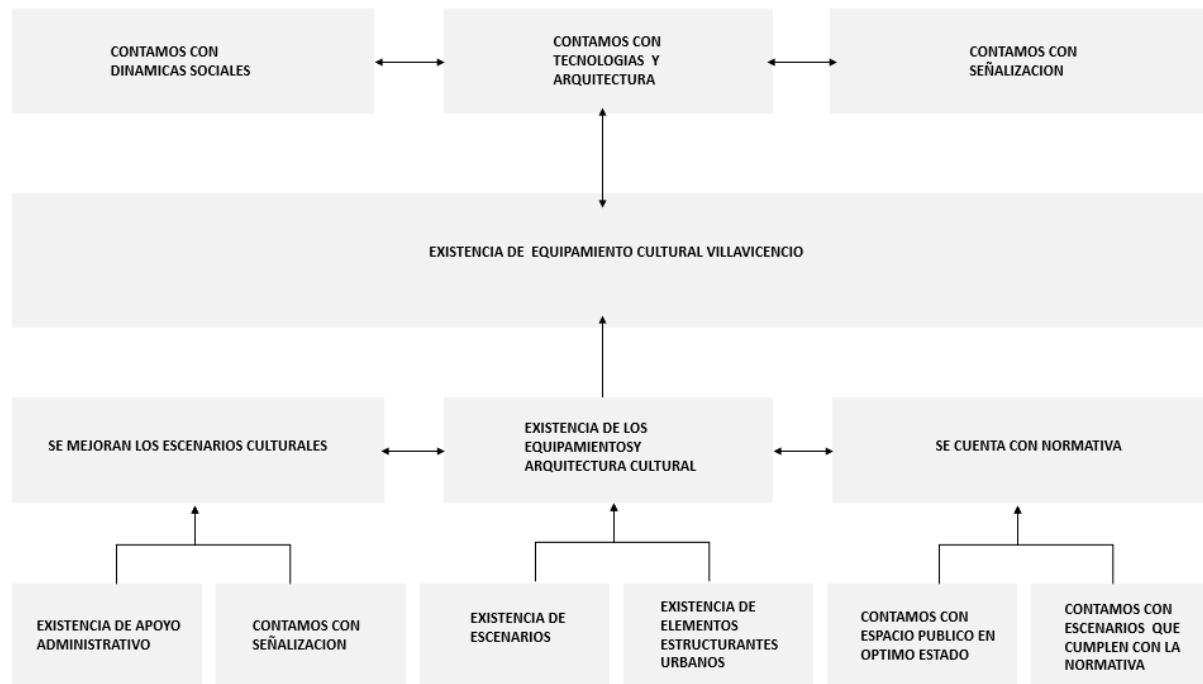 CONTAMOS CON
DINAMICAS SOCIALES
CONTAMOS CON
TECNOLOGIAS Y
ARQUITECTURA
CONTAMOS CON
SEÑALIZACION
EXISTENCIA DE EQUIPAMIENTO CULTURAL VILLAVICENCIO
SE MEJORAN LOS ESCENARIOS CULTURALES
EXISTENCIA DE LOS
EQUIPAMIENTOSY
ARQUITECTURA CULTURAL
SE CUENTA CON NORMATIVA
EXISTENCIA DE APOYO
ADMINISTRATIVO
CONTAMOS CON
SEÑALIZACION
EXISTENCIA DE
ESCENARIOS
EXISTENCIA DE
ELEMENTOS
ESTRUCTURANTES
URBANOS
CONTAMOS CON
ESPACIO PUBLICO EN
OPTIMO ESTADO
CONTAMOS CON
ESCENARIOS QUE
CUMPLEN CON LA
NORMATIVA